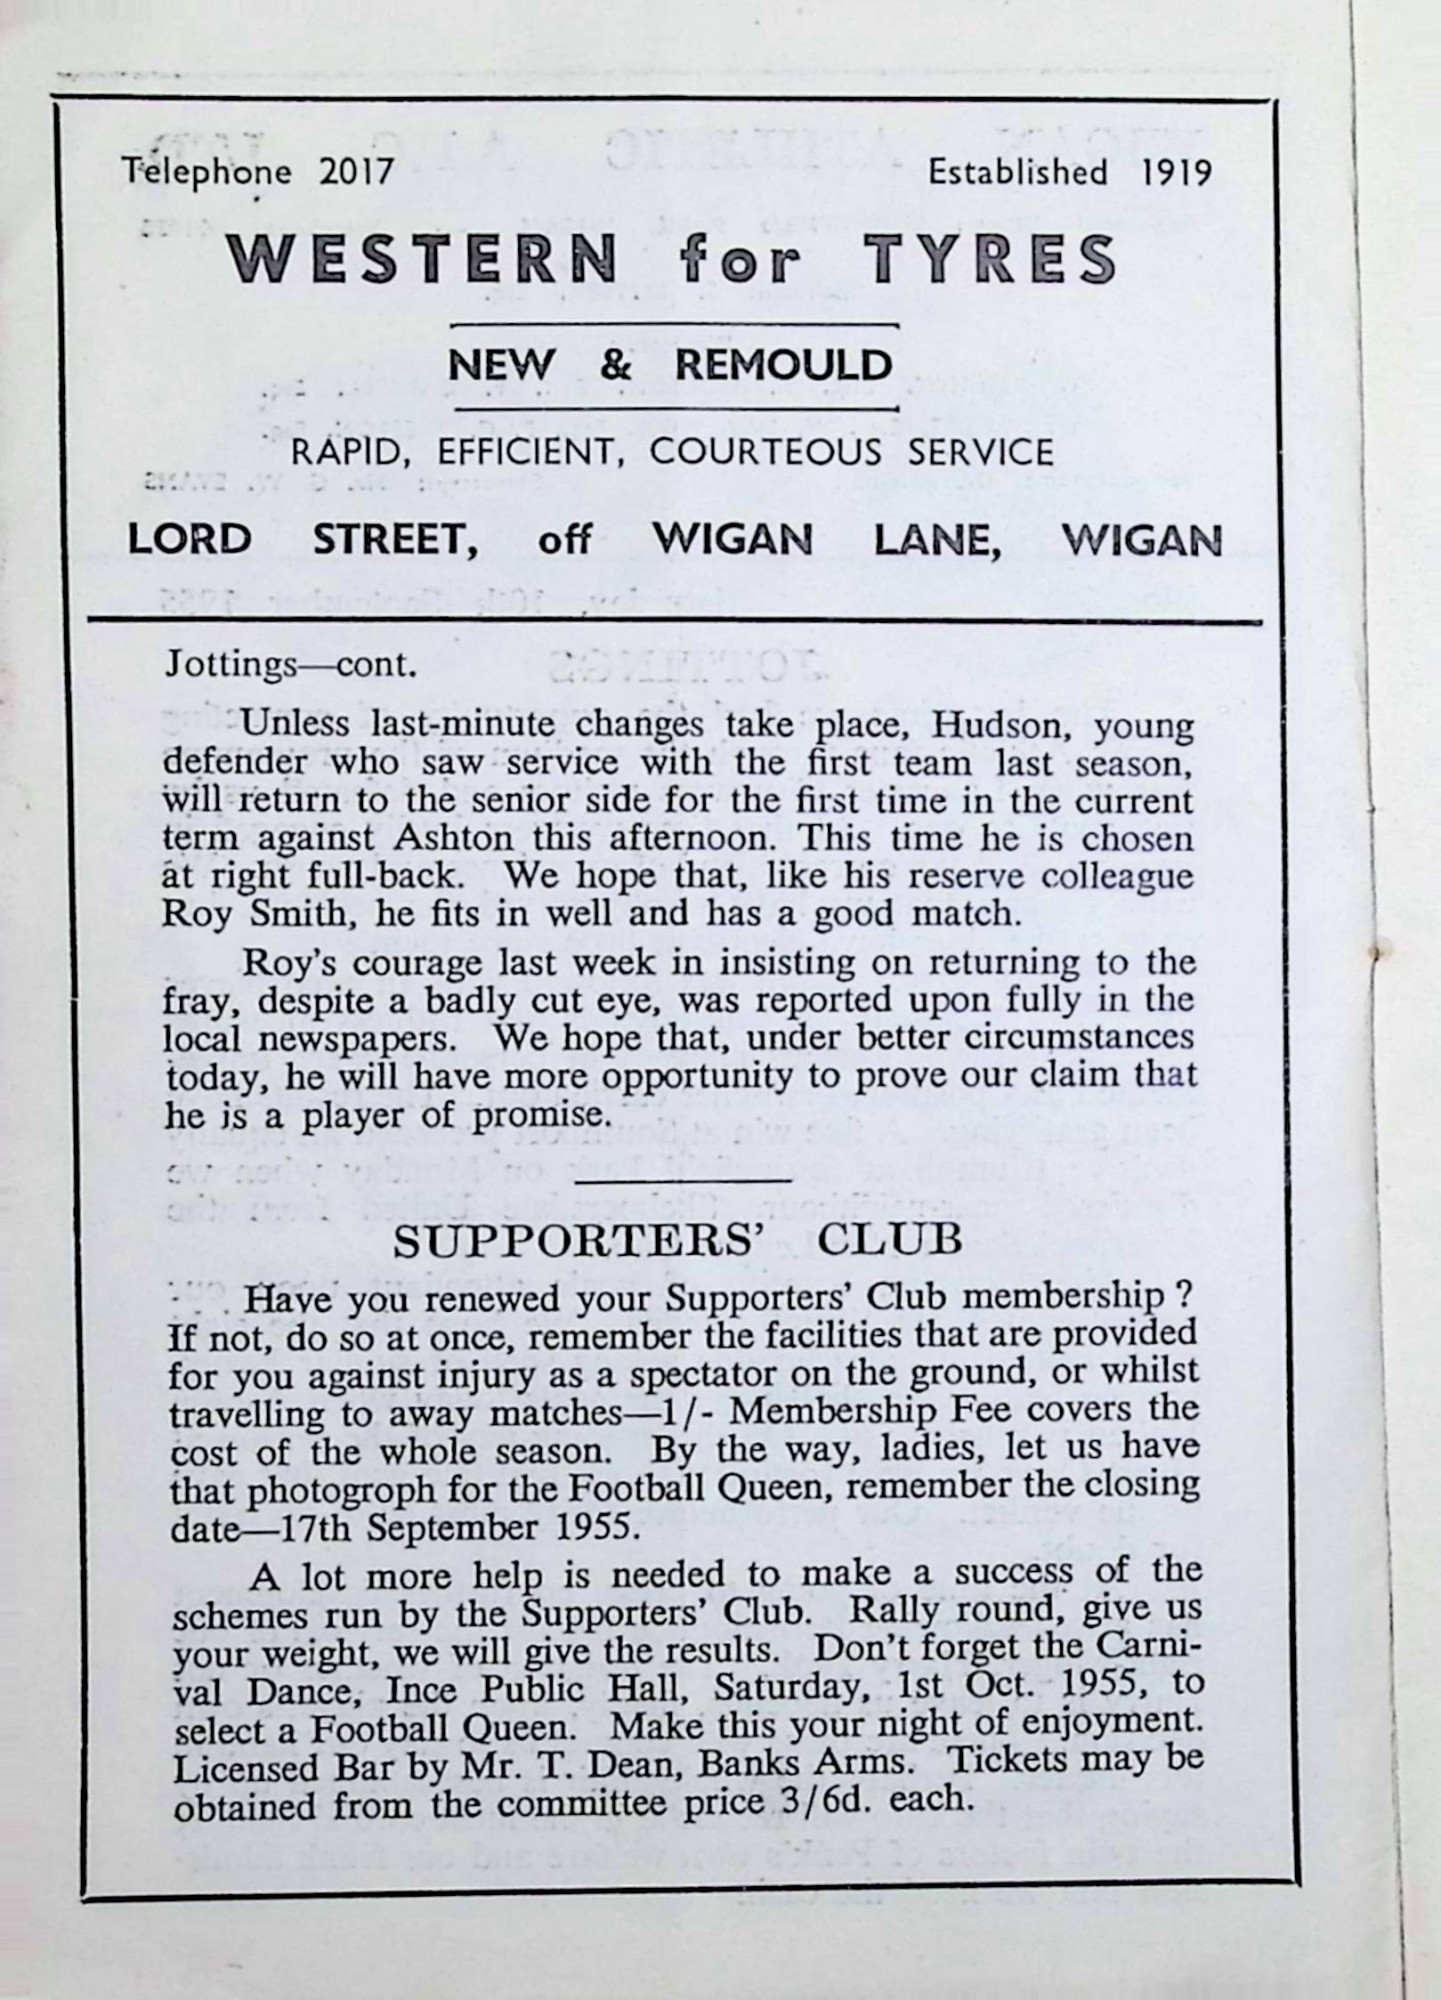 Telephone 2017 Established 1919
WESTERN for TYRES
NEW & REMOULD
RAPID, EFFICIENT, COURTEOUS SERVICE
LORD STREET, off WIGAN LANE, WIGAN
Jottings—cont.
Unless last-minute changes take place, Hudson, young
defender who saw service with the first team last season,
will return to the senior side for the first time in the current
term against Ashton this afternoon. This time he is chosen
at right full-back. We hope that, like his reserve colleague
Roy Smith, he fits in well and has a good match.
Roy's courage last week in insisting on returning to the
fray, despite a badly cut eye, was reported upon fully in the
local newspapers. We hope that, under better circumstances
today, he will have more opportunity to prove our claim that
he is a player of promise.
SUPPORTERS' CLUB
Have you renewed your Supporters' Club membership ?
If not, do so at once, remember the facilities that are provided
for you against injury as a spectator on the ground, or whilst
travelling to away matches—1/- Membership Fee covers the
cost of the whole season. By the way, ladies, let us have
that photogroph for the Football Queen, remember the closing
date—17th September 1955.
A lot more help is needed to make a success of the
schemes run by the Supporters' Club. Rally round, give us
your weight, we will give the results. Don't forget the Carni-
val Dance, Ince Public Hall, Saturday, 1st Oct. 1955, to
select a Football Queen. Make this your night of enjoyment.
Licensed Bar by Mr. T. Dean, Banks Arms. Tickets may be
obtained from the committee price 3/6d. each.